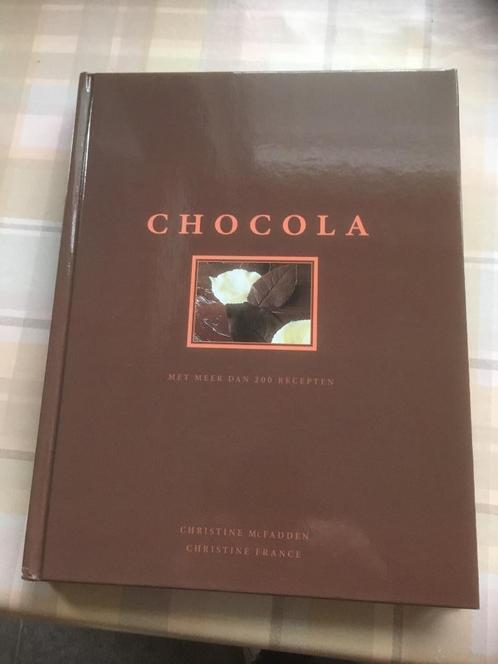 CHOCOLA
MET MEER DAN 200 RECEPTEN
CHRISTINE McFADDEN
CHRISTINE FRANCE